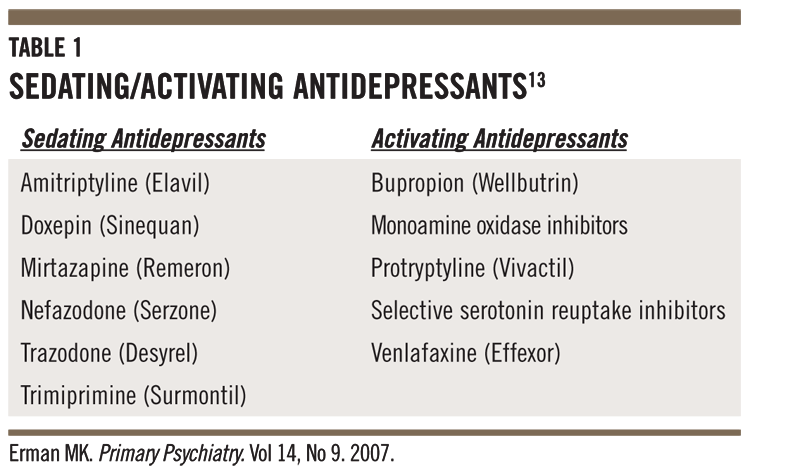 TABLE 1
SEDATING/ACTIVATING ANTIDEPRESSANTS¹³
Sedating Antidepressants
Activating Antidepressants
Amitriptyline (Elavil)
Bupropion (Wellbutrin)
Doxepin (Sinequan)
Monoamine oxidase inhibitors
Mirtazapine (Remeron)
Protryptyline (Vivactil)
Nefazodone (Serzone)
Selective serotonin reuptake inhibitors
Trazodone (Desyrel)
Venlafaxine (Effexor)
Trimiprimine (Surmontil)
Erman MK. Primary Psychiatry. Vol 14, No 9. 2007.